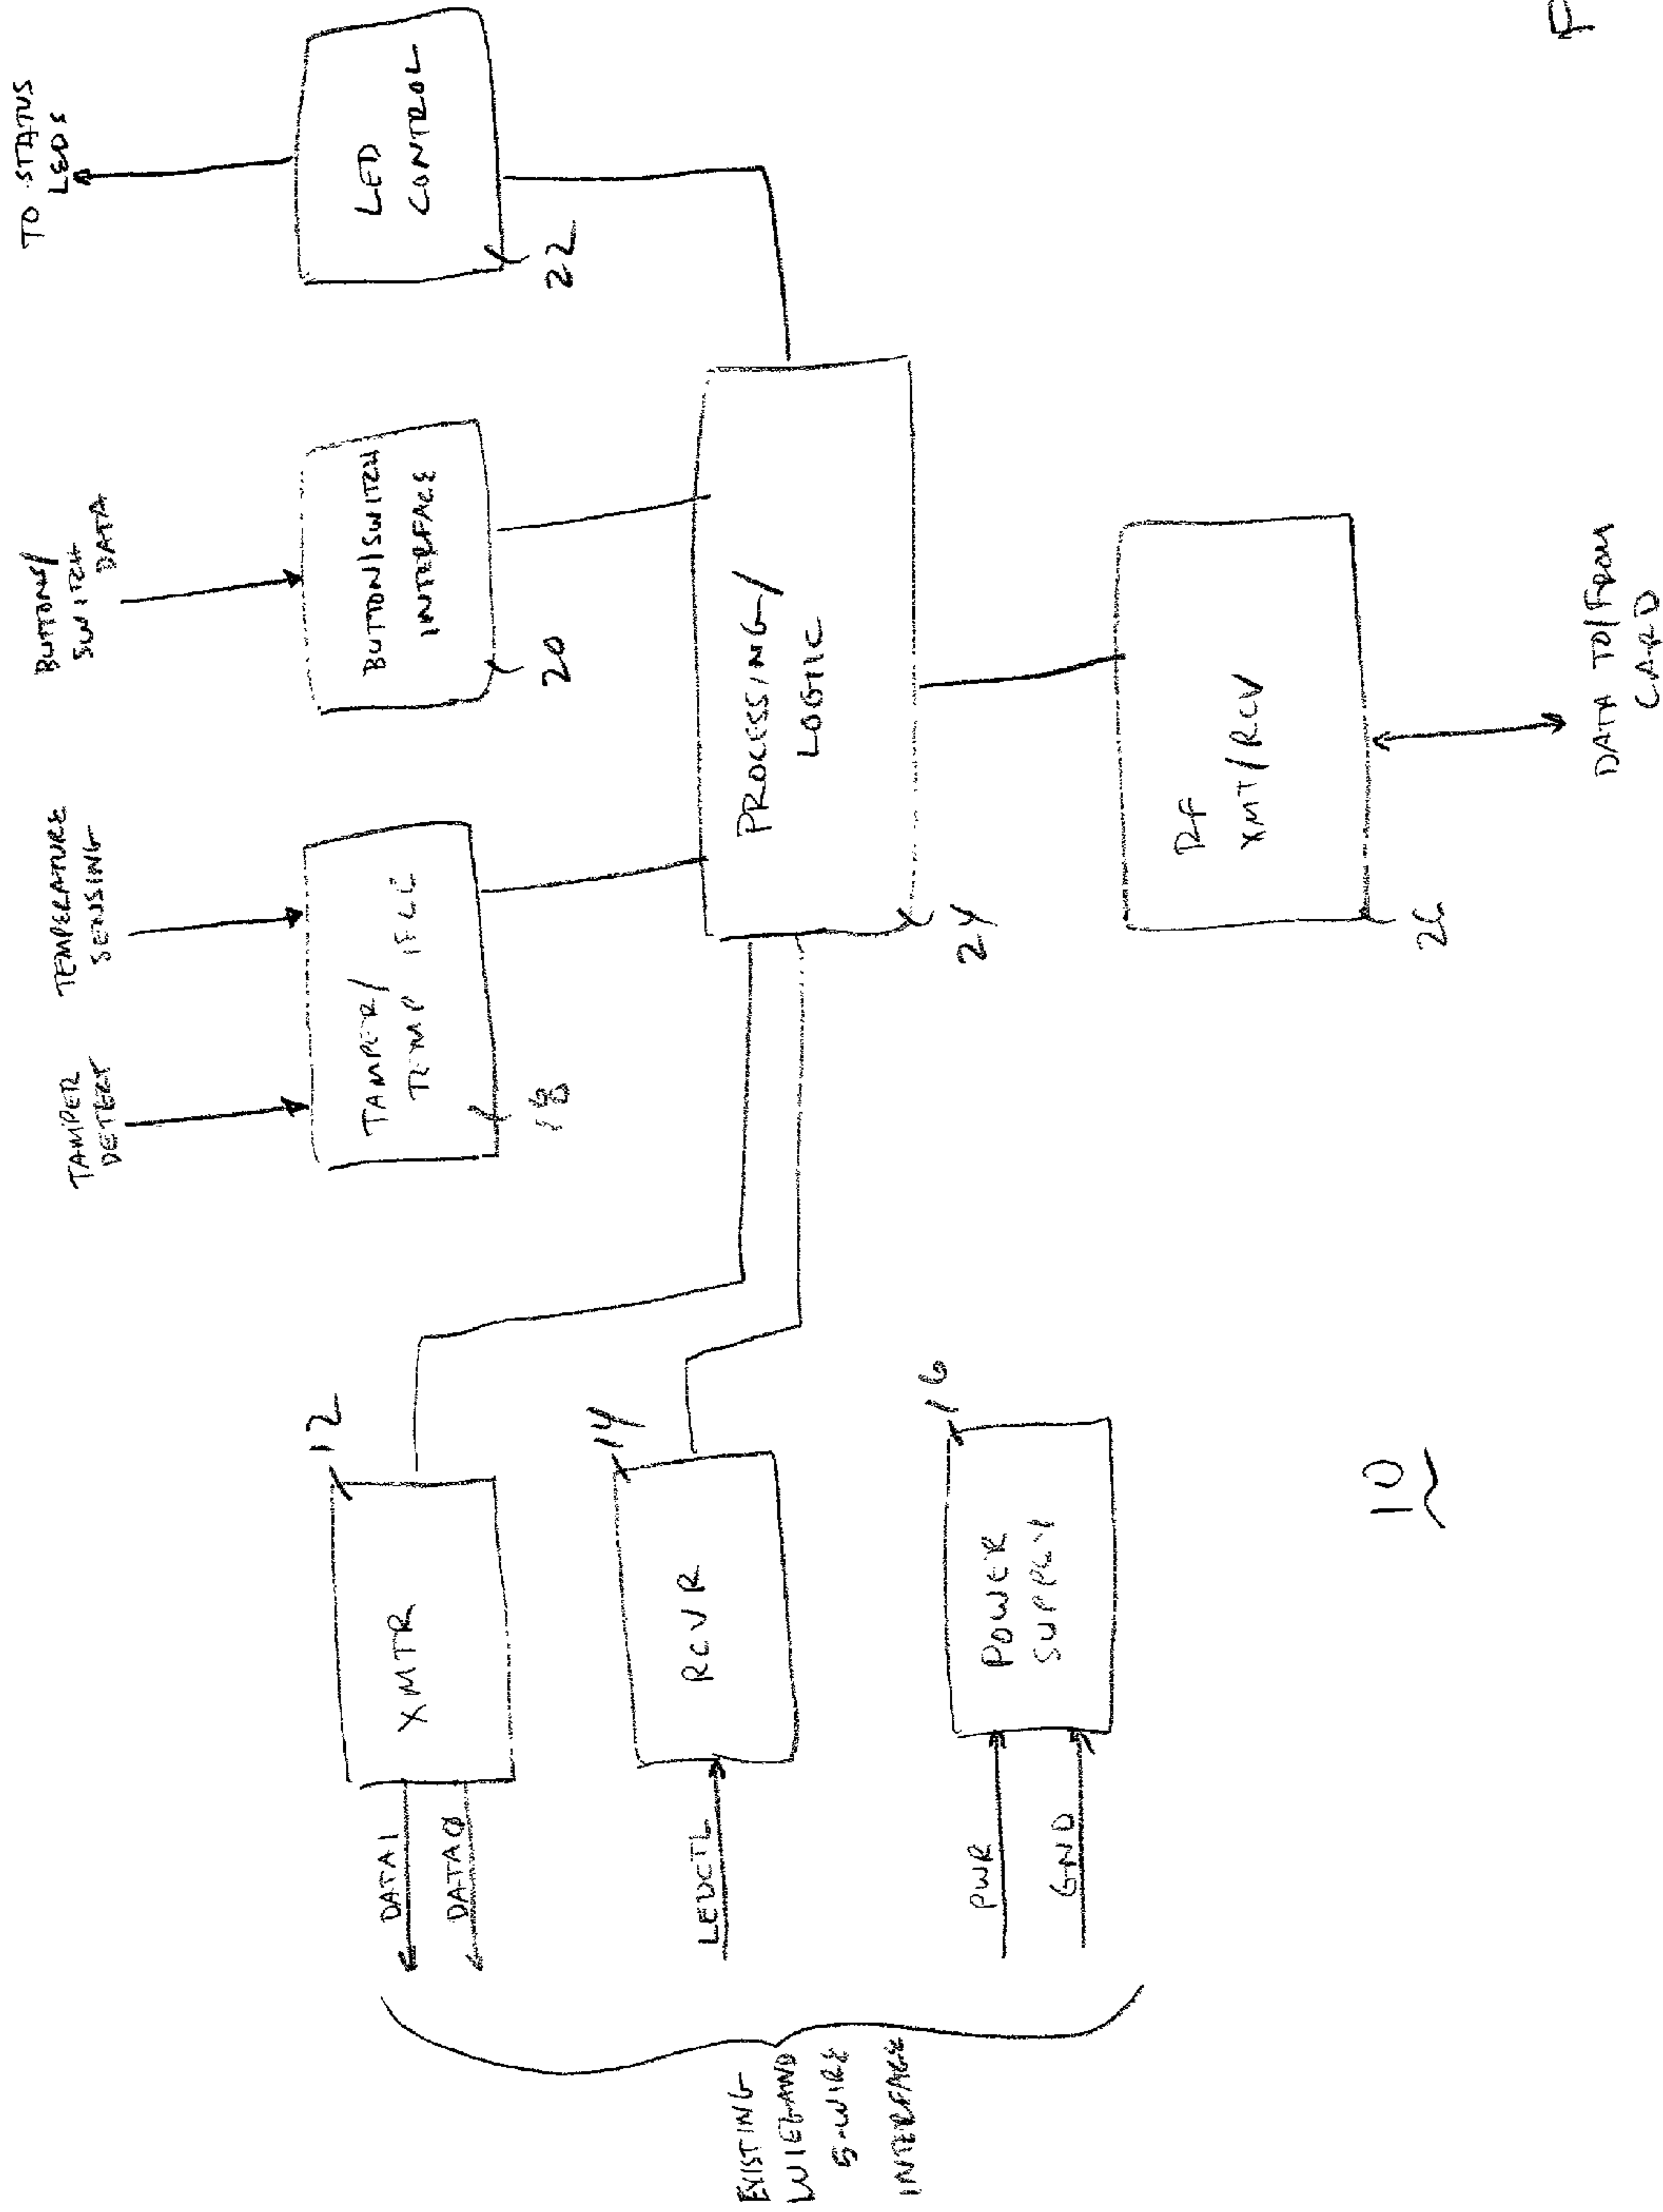 TAMPER
DETECT
TEMPERATURE
SENSING
BUTTONS/
SWITCH
DATA
TO STATUS
LEDS
TAMPER/
TEMP IFCE
18
BUTTON/SWITCH
INTERFACE
20
LED
CONTROL
22
EXISTING
WIEGAND
5-WIRE
INTERFACE
DATA1
DATA0
XMTR
12
LEDCTL
RCVR
14
PWR
GND
POWER
SUPPLY
16
PROCESSING/
LOGIC
24
RF
XMT/RCV
26
DATA TO/FROM
CARD
10
F